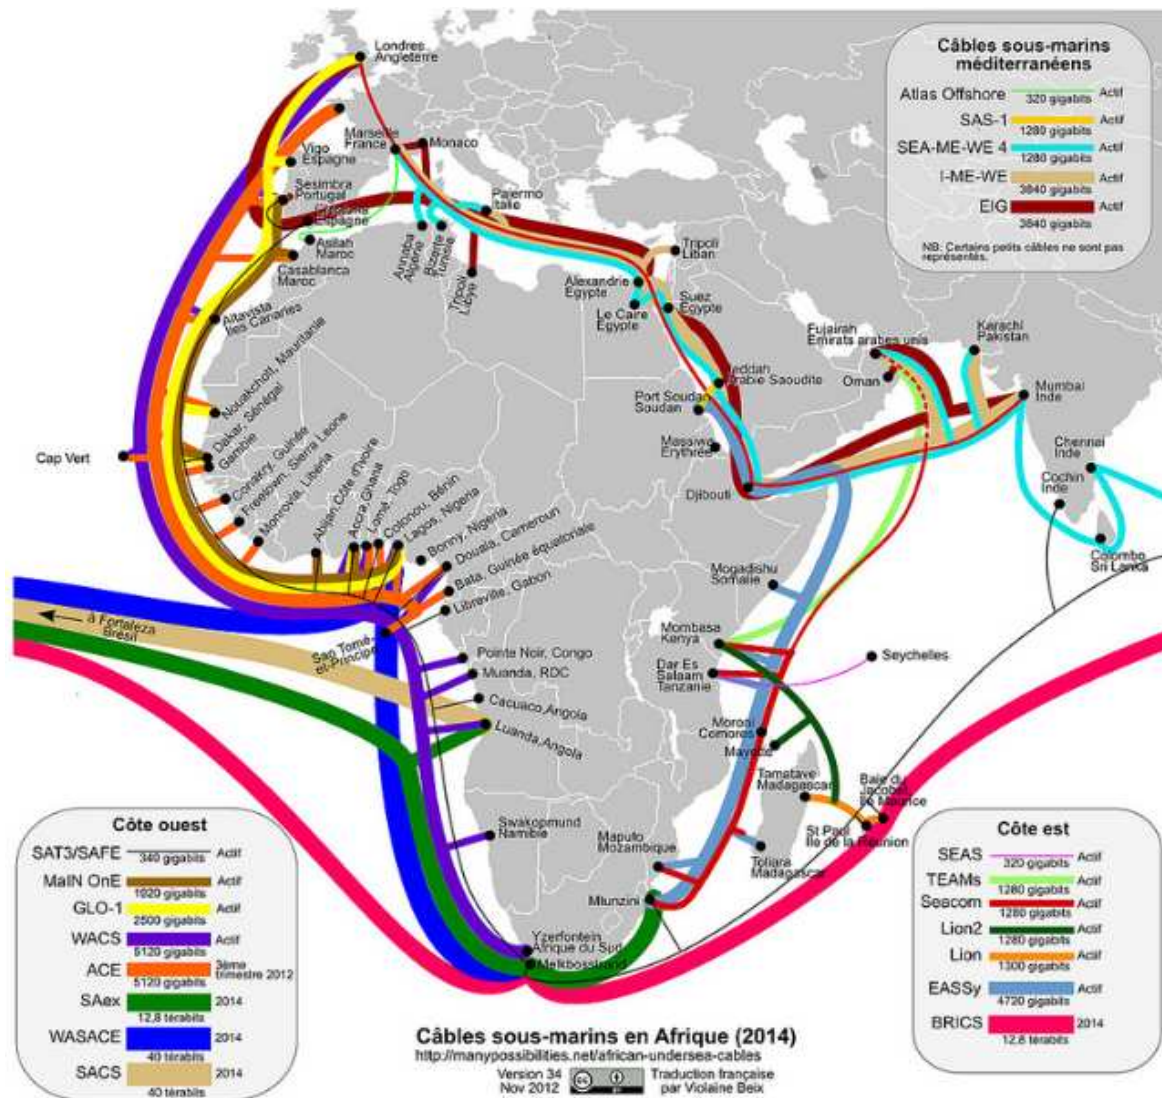 Londres
Angleterre
Marseille
France
Monaco
Vigo
Espagne
Sesimbra
Portugal
Espagne
Asilah
Maroc
Casablanca
Maroc
Palermo
Italie
Annaba
Algérie
Bizerte
Tunisie
Tripoli
Libye
Tripoli
Liban
Alexandrie
Egypte
Le Caire
Egypte
Suez
Egypte
Altavista
Iles Canaries
Jeddah
Arabie Saoudite
Port Soudan
Soudan
Massiwe
Erythrée
Djibouti
Fujairah
Emirats arabes unis
Oman
Karachi
Pakistan
Mumbai
Inde
Chennai
Inde
Cochin
Inde
Colombo
Sri Lanka
Nouakchott, Mauritanie
Dakar, Sénégal
Gambie
Cap Vert
Conakry, Guinée
Freetown, Sierra Leone
Monrovia, Libéria
Abijan, Côte d'Ivoire
Accra, Ghana
Lomé, Togo
Cotonou, Bénin
Lagos, Nigeria
Bonny, Nigeria
Douala, Cameroun
Bata, Guinée équatoriale
Libreville, Gabon
à Fortaleza
Brésil
Sao Tomé-
et-Principe
Pointe Noir, Congo
Muanda, RDC
Cacuaco, Angola
Luanda, Angola
Swakopmund
Namibie
Mogadishu
Somalie
Mombasa
Kenya
Dar Es
Salaam
Tanzanie
Seychelles
Moroni
Comores
Mayotte
Tamatave
Madagascar
Baie du
Jacobet
Ile Maurice
St Paul
Ile de la Réunion
Maputo
Mozambique
Toliara
Madagascar
Mtunzini
Yzerfontein
Afrique du Sud
Melkbosstrand
Câbles sous-marins
méditerranéens
Atlas Offshore 320 gigabits Actif
SAS-1 1280 gigabits Actif
SEA-ME-WE 4 1280 gigabits Actif
I-ME-WE 3840 gigabits Actif
EIG 3840 gigabits Actif
NB: Certains petits câbles ne sont pas
représentés.
Côte ouest
SAT3/SAFE 340 gigabits Actif
MaIN OnE 1920 gigabits Actif
GLO-1 2500 gigabits Actif
WACS 5120 gigabits Actif
ACE 5120 gigabits 3ème
trimestre 2012
SAex 12,8 térabits 2014
WASACE 40 térabits 2014
SACS 40 térabits 2014
Côte est
SEAS 320 gigabits Actif
TEAMs 1280 gigabits Actif
Seacom 1280 gigabits Actif
Lion2 1280 gigabits Actif
Lion 1300 gigabits Actif
EASSy 4720 gigabits Actif
BRICS 12,8 térabits 2014
Câbles sous-marins en Afrique (2014)
http://manypossibilities.net/african-undersea-cables
Version 34
Nov 2012
cc
Traduction française
par Violaine Beix